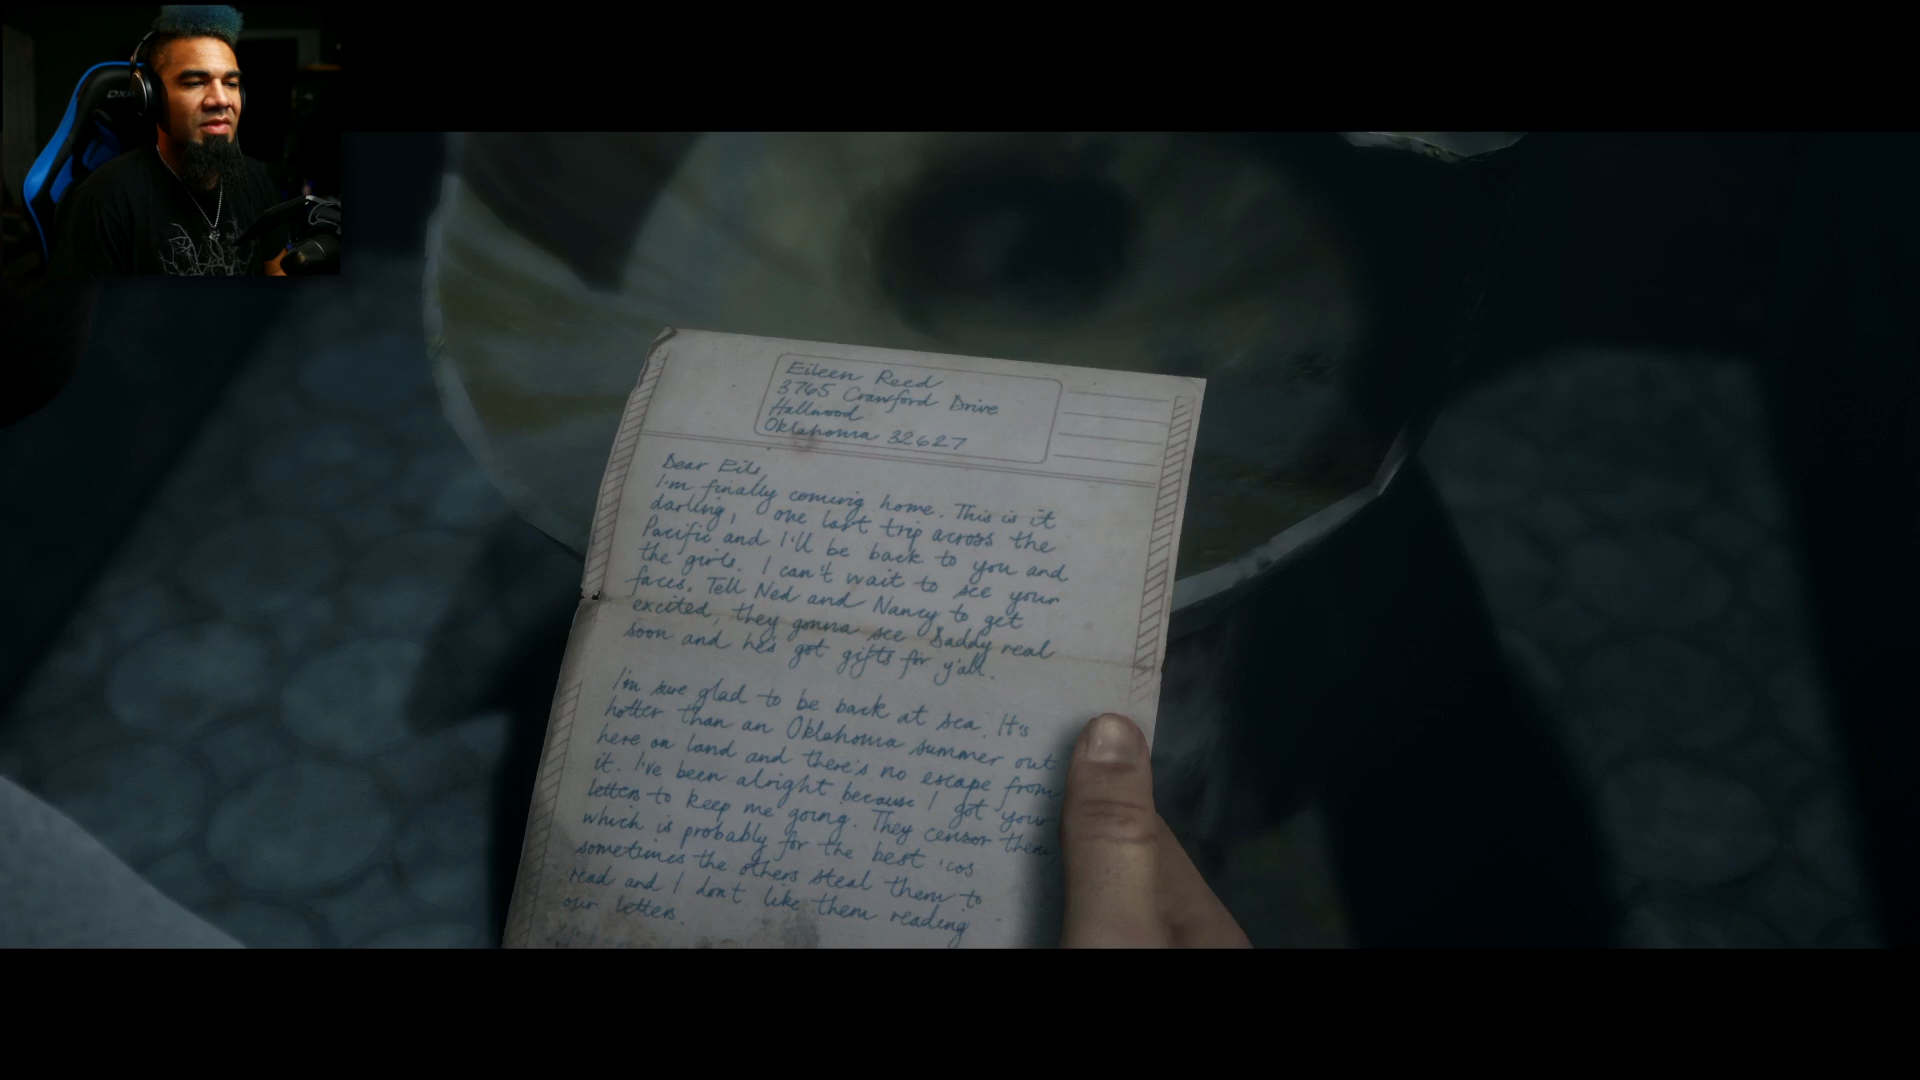 Eileen Reed
3765 Crawford Drive
Hallwood
Oklahoma 32627
Dear Eils,
I'm finally coming home. This is it
darling, one last trip across the
Pacific and I'll be back to you and
the girls. I can't wait to see your
faces. Tell Ned and Nancy to get
excited, they gonna see Daddy real
soon and he's got gifts for y'all.
I'm sure glad to be back at sea. It's
hotter than an Oklahoma summer out
here on land and there's no escape from
it. I've been alright because I got your
letters to keep me going. They censor them
which is probably for the best 'cos
sometimes the others steal them to
read and I don't like them reading
our letters.